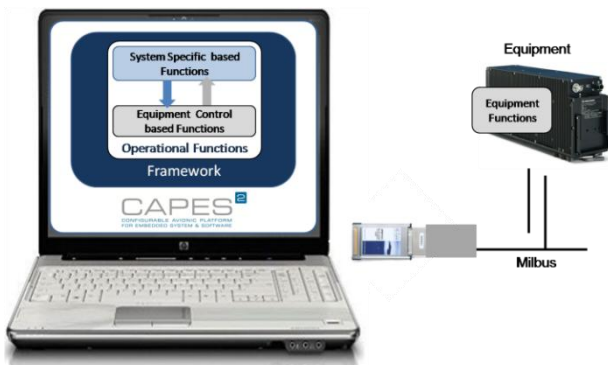 System Specific based
Functions
Equipment Control
based Functions
Operational Functions
Framework
CAPES²
CONFIGURABLE AVIONIC PLATFORM
FOR EMBEDDED SYSTEM & SOFTWARE
hp
Equipment
Equipment
Functions
Milbus